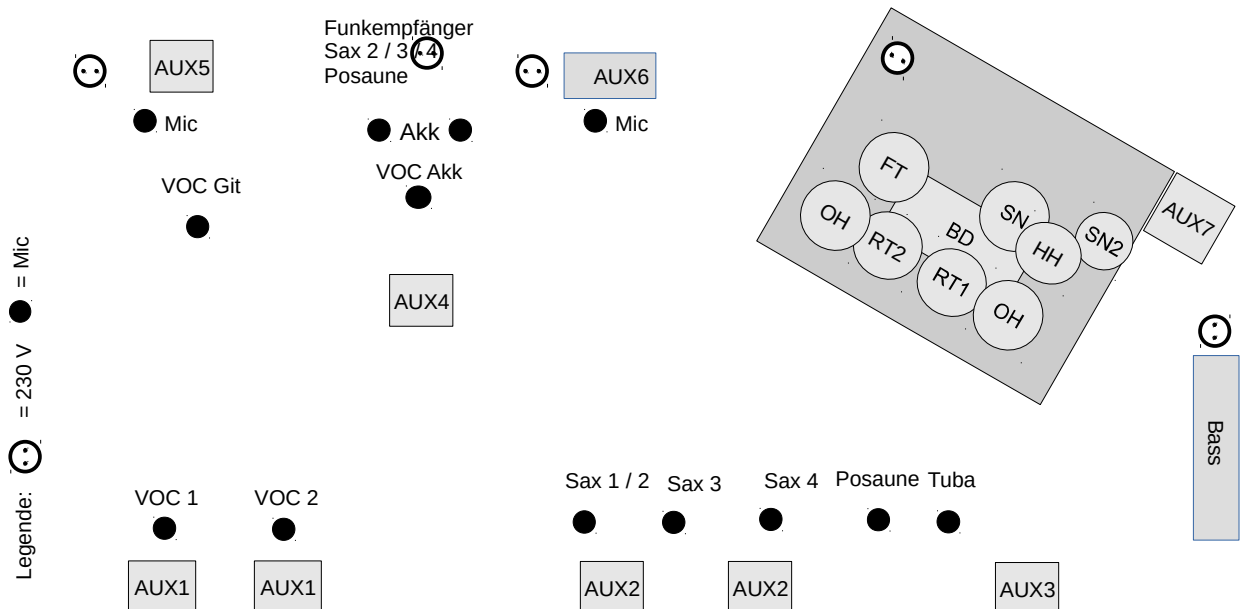 Funkempfänger
Sax 2 / 3 / 4
Posaune
AUX5
AUX6
Mic
Akk
Mic
VOC Akk
VOC Git
FT
OH
RT2
BD
SN
HH
SN2
RT1
OH
AUX7
AUX4
Legende: = 230 V = Mic
Bass
VOC 1
VOC 2
Sax 1 / 2
Sax 3
Sax 4
Posaune
Tuba
AUX1
AUX1
AUX2
AUX2
AUX3